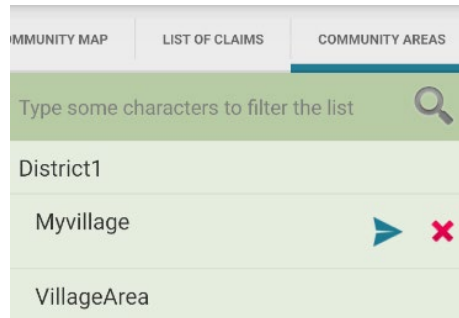 MMUNITY MAP LIST OF CLAIMS COMMUNITY AREAS
Type some characters to filter the list
District1
Myvillage
VillageArea